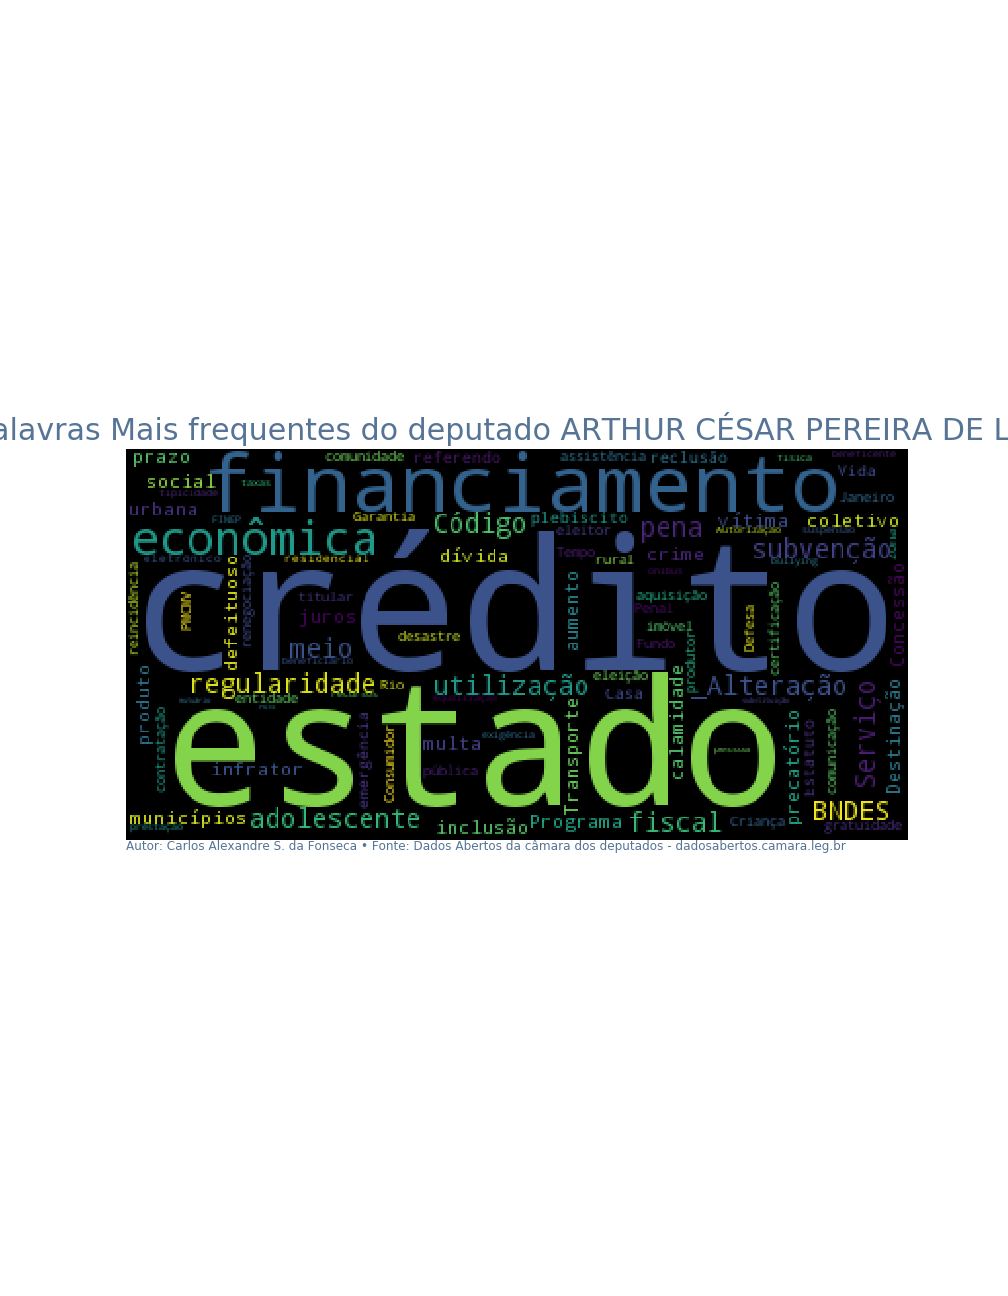 alavras Mais frequentes do deputado ARTHUR CÉSAR PEREIRA DE L
prazo
comunidade
referendo
assistência
reclusão
física
beneficente
financiamento
Vida
social
taxas
tipicidade
Janeiro
urbana
FINEP
Garantia
Código
plebiscito
eleitor
pena
vítima
Autorização
coletivo
suspensão
econômica
eletrônico
residencial
dívida
Tempo
rural
crime
subvenção
bullying
crédito
reincidência
PMCMV
defeituoso
renegociação
titular
juros
desastre
meio
beneficiário
aumento
aquisição
Penal
ônibus
imóvel
Fundo
produtor
Defesa
certificação
Concessão
regularidade
Rio
entidade
utilização
eleição
casa
calamidade
Alteração
produto
estado
contratação
infrator
emergência
Consumidor
multa
pública
exigência
Transporte
pessoas
precatório
Estatuto
comunicação
Serviço
Destinação
municípios
prestação
adolescente
inclusão
Programa
fiscal
Criança
BNDES
gratuidade
Autor: Carlos Alexandre S. da Fonseca • Fonte: Dados Abertos da câmara dos deputados - dadosabertos.camara.leg.br